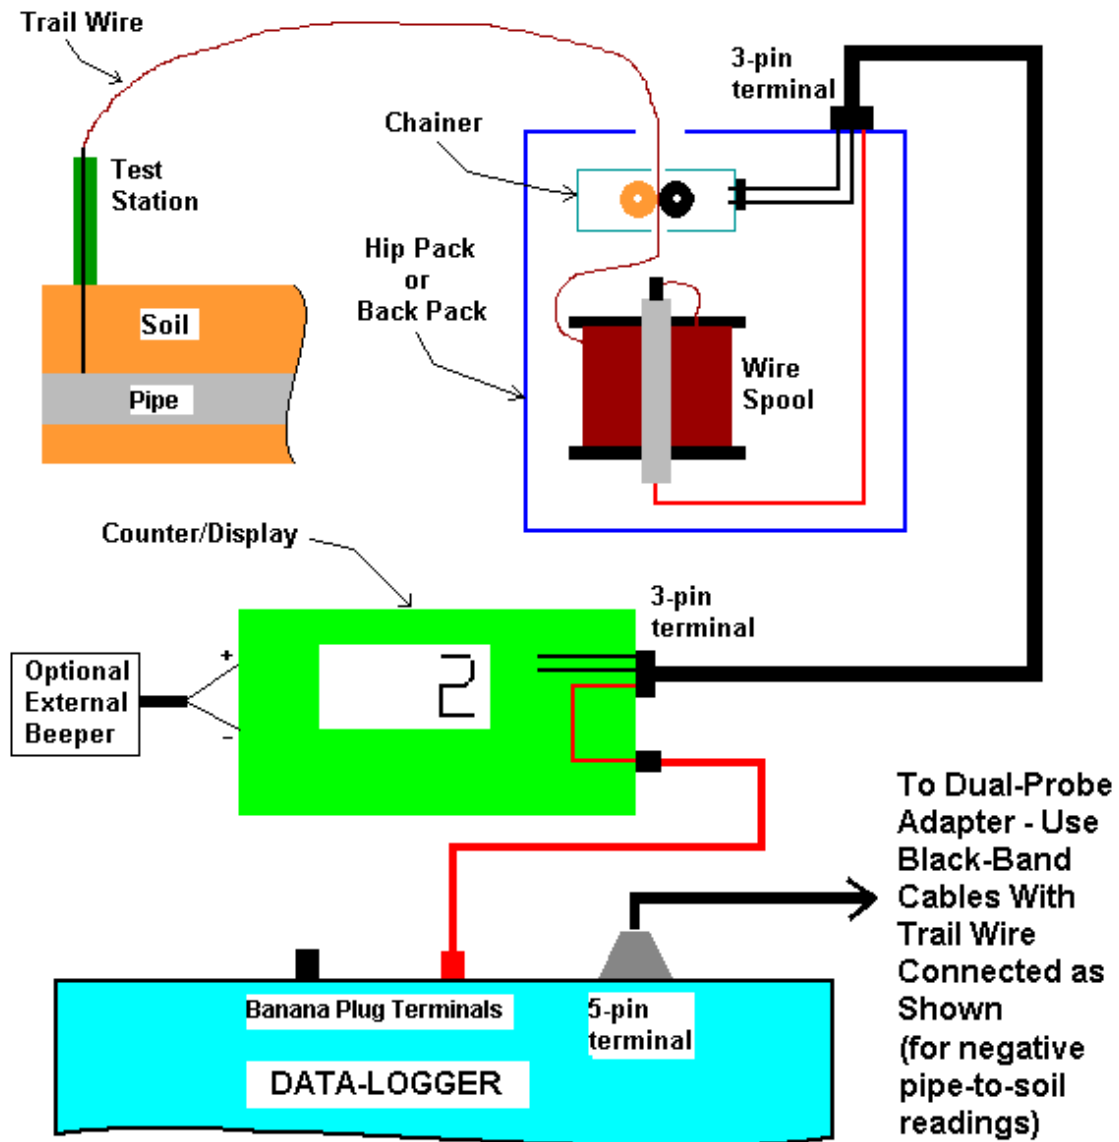 Trail Wire
3-pin
terminal
Chainer
Test
Station
Hip Pack
or
Back Pack
Soil
Pipe
Wire
Spool
Counter/Display
3-pin
terminal
+
Optional
External
Beeper
–
2
To Dual-Probe
Adapter - Use
Black-Band
Cables With
Trail Wire
Connected as
Shown
(for negative
pipe-to-soil
readings)
Banana Plug Terminals
5-pin
terminal
DATA-LOGGER